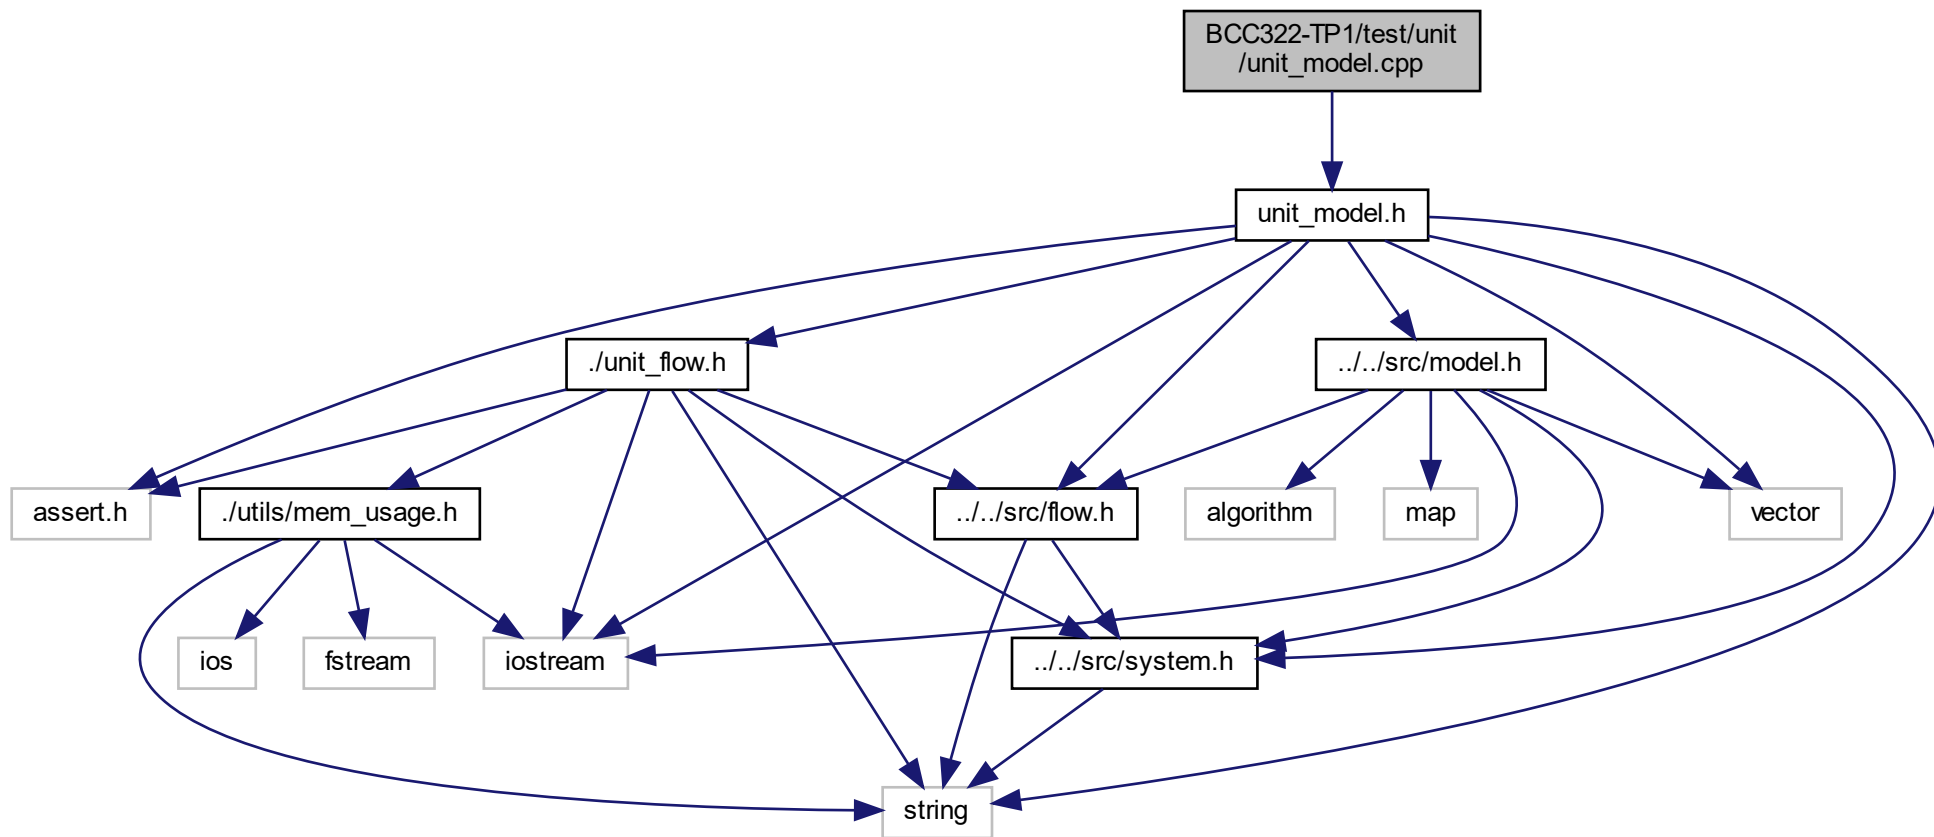 BCC322-TP1/test/unit
/unit_model.cpp
unit_model.h
./unit_flow.h
../../src/model.h
assert.h
./utils/mem_usage.h
../../src/flow.h
algorithm
map
vector
ios
fstream
iostream
../../src/system.h
string